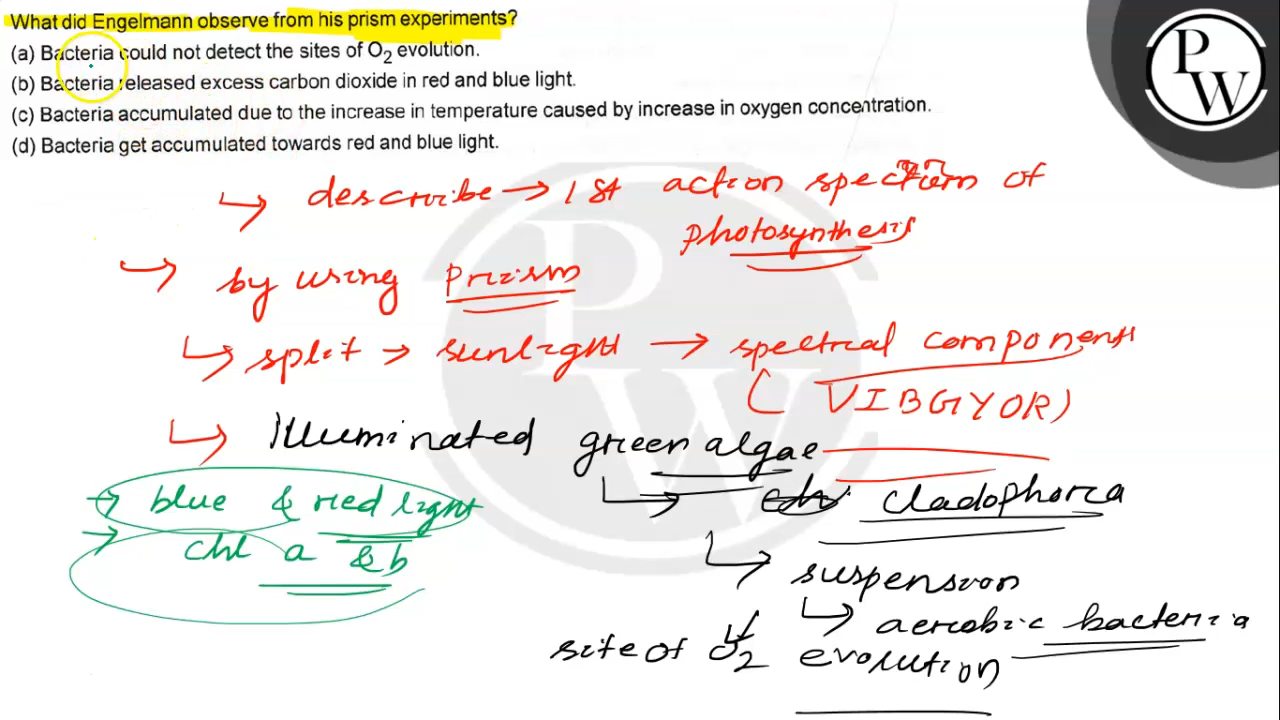 What did Engelmann observe from his prism experiments?
(a) Bacteria could not detect the sites of O2 evolution.
(b) Bacteria released excess carbon dioxide in red and blue light.
(c) Bacteria accumulated due to the increase in temperature caused by increase in oxygen concentration.
(d) Bacteria get accumulated towards red and blue light.
P
W
↳ describe → 1st action spectrum of
photosynthesis
↳ by using Prizism
↳ split → sunlight → spectral components
(VIBGYOR)
↳ Illuminated green algae
↳ cladophora
→ blue & red light
→ chl a & b
↳ suspension
↳ aerobic bacteria
site of O2 evolution
P
W